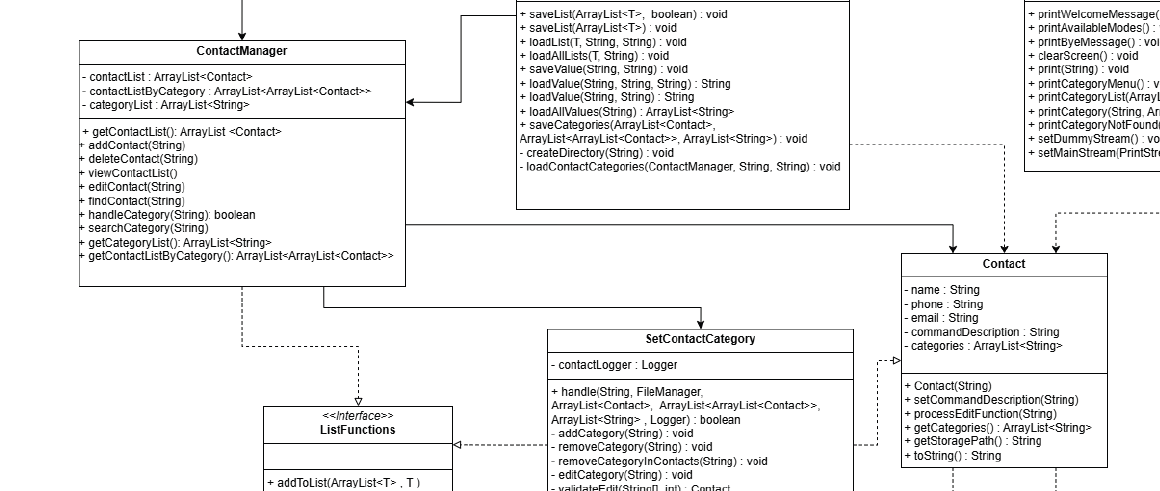 ContactManager
- contactList : ArrayList<Contact>
- contactListByCategory : ArrayList<ArrayList<Contact>>
- categoryList : ArrayList<String>
+ getContactList(): ArrayList <Contact>
+ addContact(String)
+ deleteContact(String)
+ viewContactList()
+ editContact(String)
+ findContact(String)
+ handleCategory(String): boolean
+ searchCategory(String)
+ getCategoryList(): ArrayList<String>
+ getContactListByCategory(): ArrayList<ArrayList<Contact>>
+ saveList(ArrayList<T>, boolean) : void
+ saveList(ArrayList<T>) : void
+ loadList(T, String, String) : void
+ loadAllLists(T, String) : void
+ saveValue(String, String) : void
+ loadValue(String, String, String) : String
+ loadValue(String, String) : String
+ loadAllValues(String) : ArrayList<String>
+ saveCategories(ArrayList<Contact>,
ArrayList<ArrayList<Contact>>, ArrayList<String>) : void
- createDirectory(String) : void
- loadContactCategories(ContactManager, String, String) : void
+ printWelcomeMessage(
+ printAvailableModes() :
+ printByeMessage() : voi
+ clearScreen() : void
+ print(String) : void
+ printCategoryMenu() : v
+ printCategoryList(ArrayL
+ printCategory(String, Ar
+ printCategoryNotFound(
+ setDummyStream() : vo
+ setMainStream(PrintStre
Contact
- name : String
- phone : String
- email : String
- commandDescription : String
- categories : ArrayList<String>
+ Contact(String)
+ setCommandDescription(String)
+ processEditFunction(String)
+ getCategories() : ArrayList<String>
+ getStoragePath() : String
+ toString() : String
SetContactCategory
- contactLogger : Logger
+ handle(String, FileManager,
ArrayList<Contact>, ArrayList<ArrayList<Contact>>,
ArrayList<String> , Logger) : boolean
- addCategory(String) : void
- removeCategory(String) : void
- removeCategoryInContacts(String) : void
- editCategory(String) : void
- validateEdit(String[], int) : Contact
<<Interface>>
ListFunctions
+ addToList(ArrayList<T> , T )